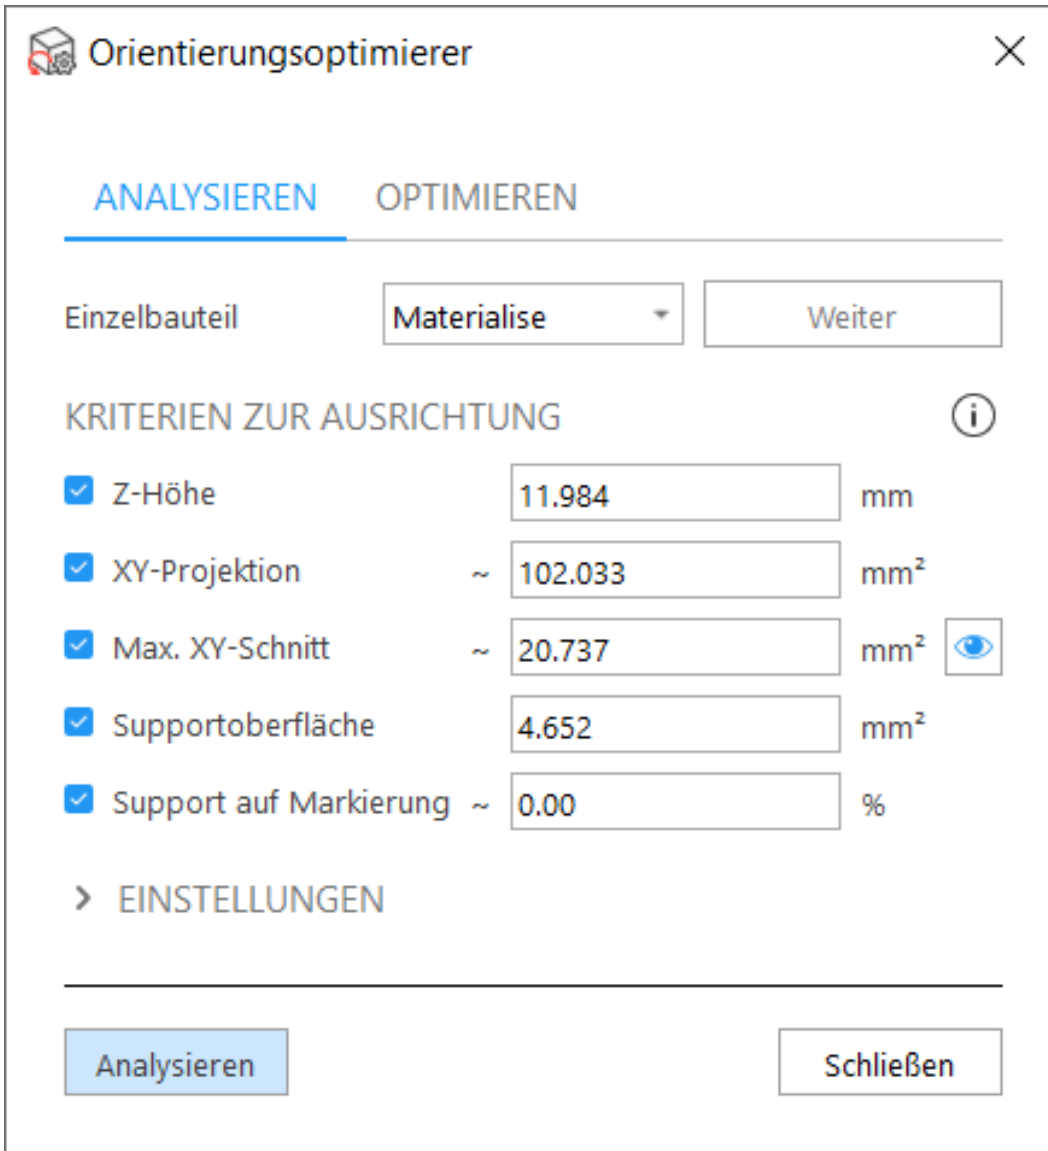 Orientierungsoptimierer
ANALYSIEREN OPTIMIEREN
Einzelbauteil Materialise Weiter
KRITERIEN ZUR AUSRICHTUNG
Z-Höhe 11.984 mm
XY-Projektion ~ 102.033 mm²
Max. XY-Schnitt ~ 20.737 mm²
Supportoberfläche 4.652 mm²
Support auf Markierung ~ 0.00 %
EINSTELLUNGEN
Analysieren Schließen